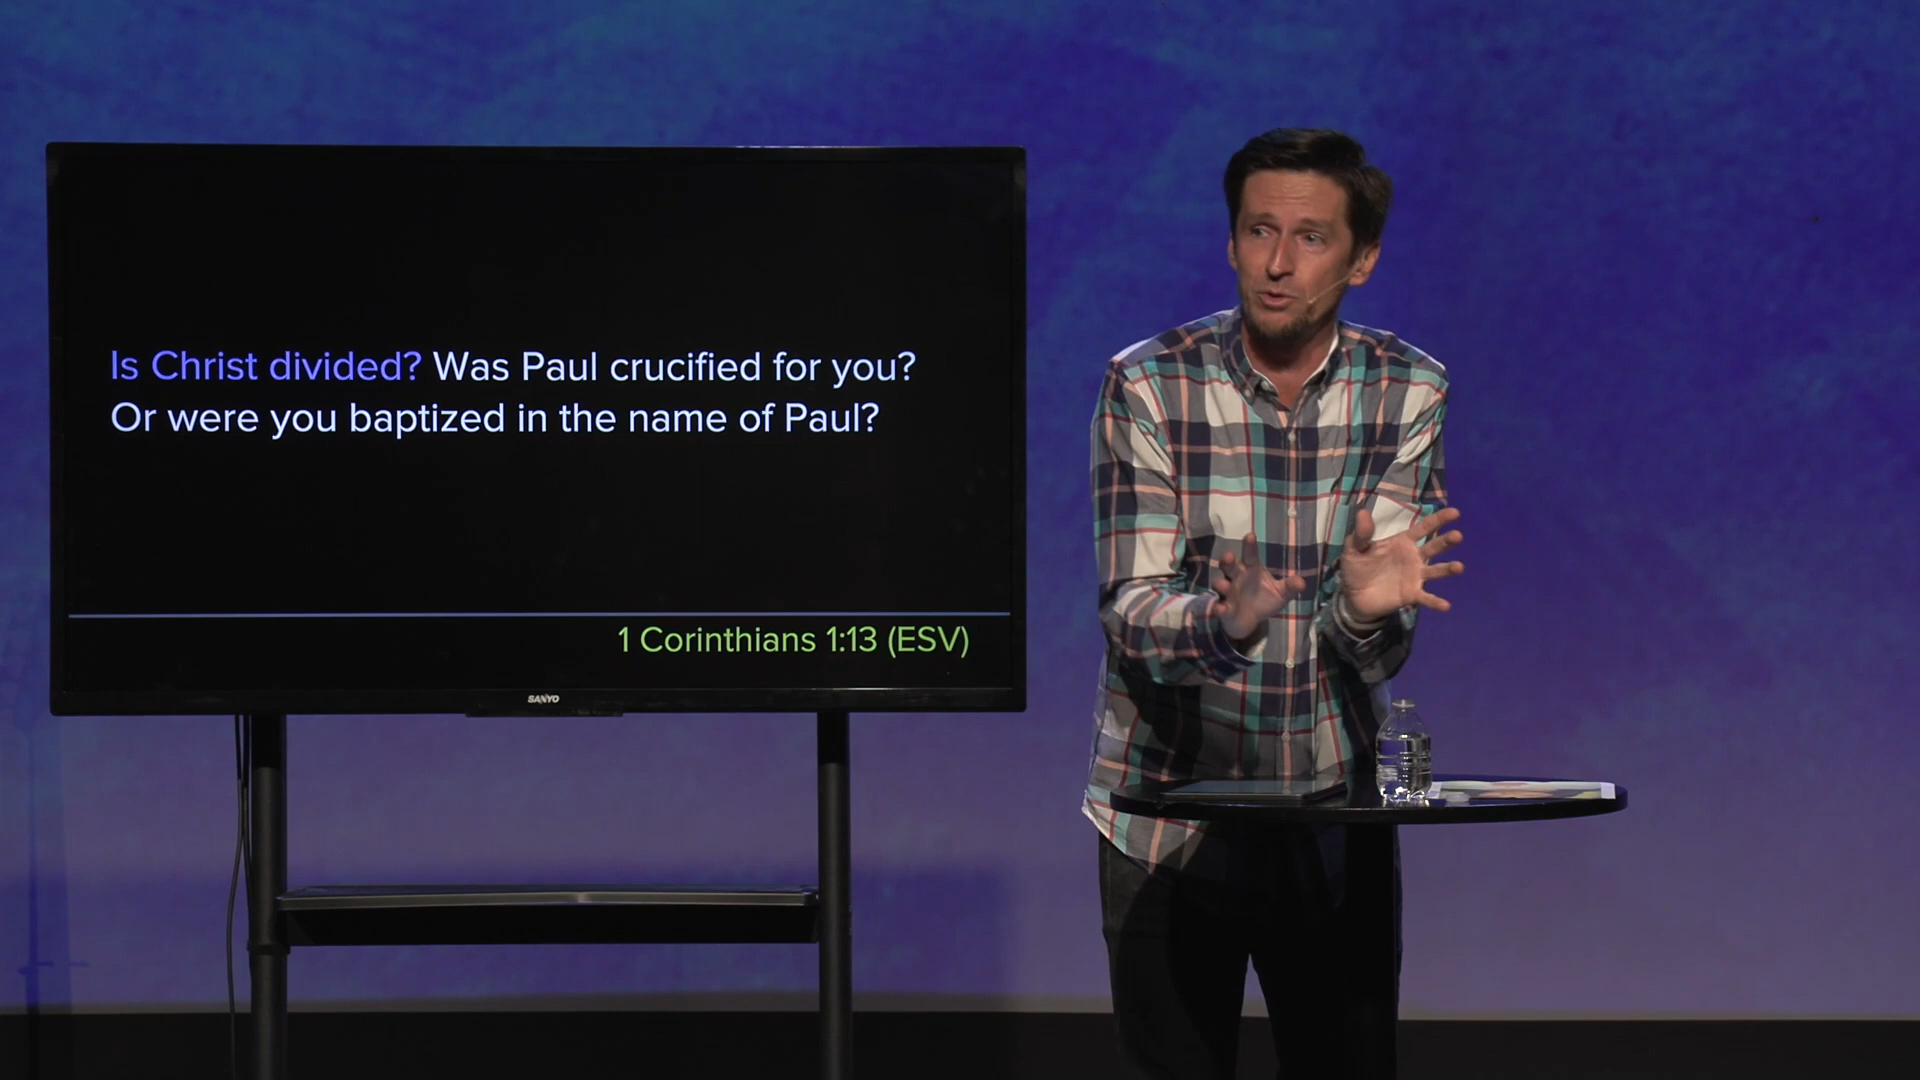 Is Christ divided? Was Paul crucified for you?
Or were you baptized in the name of Paul?
1 Corinthians 1:13 (ESV)
SANYO